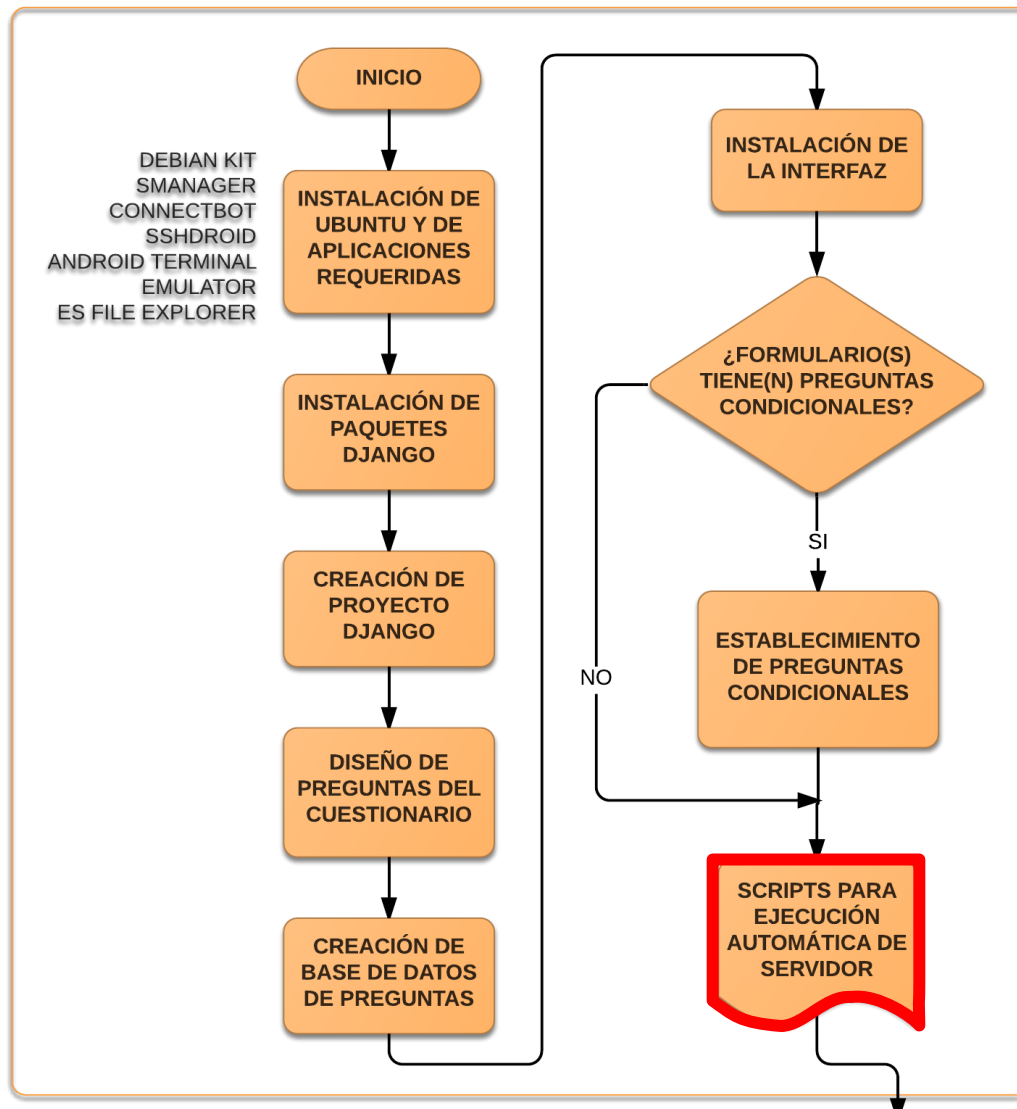 INICIO
DEBIAN KIT
SMANAGER
CONNECTBOT
SSHDROID
ANDROID TERMINAL
EMULATOR
ES FILE EXPLORER
INSTALACIÓN DE
UBUNTU Y DE
APLICACIONES
REQUERIDAS
INSTALACIÓN DE
PAQUETES
DJANGO
CREACIÓN DE
PROYECTO
DJANGO
DISEÑO DE
PREGUNTAS DEL
CUESTIONARIO
CREACIÓN DE
BASE DE DATOS
DE PREGUNTAS
INSTALACIÓN DE
LA INTERFAZ
¿FORMULARIO(S)
TIENE(N) PREGUNTAS
CONDICIONALES?
SI
NO
ESTABLECIMIENTO
DE PREGUNTAS
CONDICIONALES
SCRIPTS PARA
EJECUCIÓN
AUTOMÁTICA DE
SERVIDOR